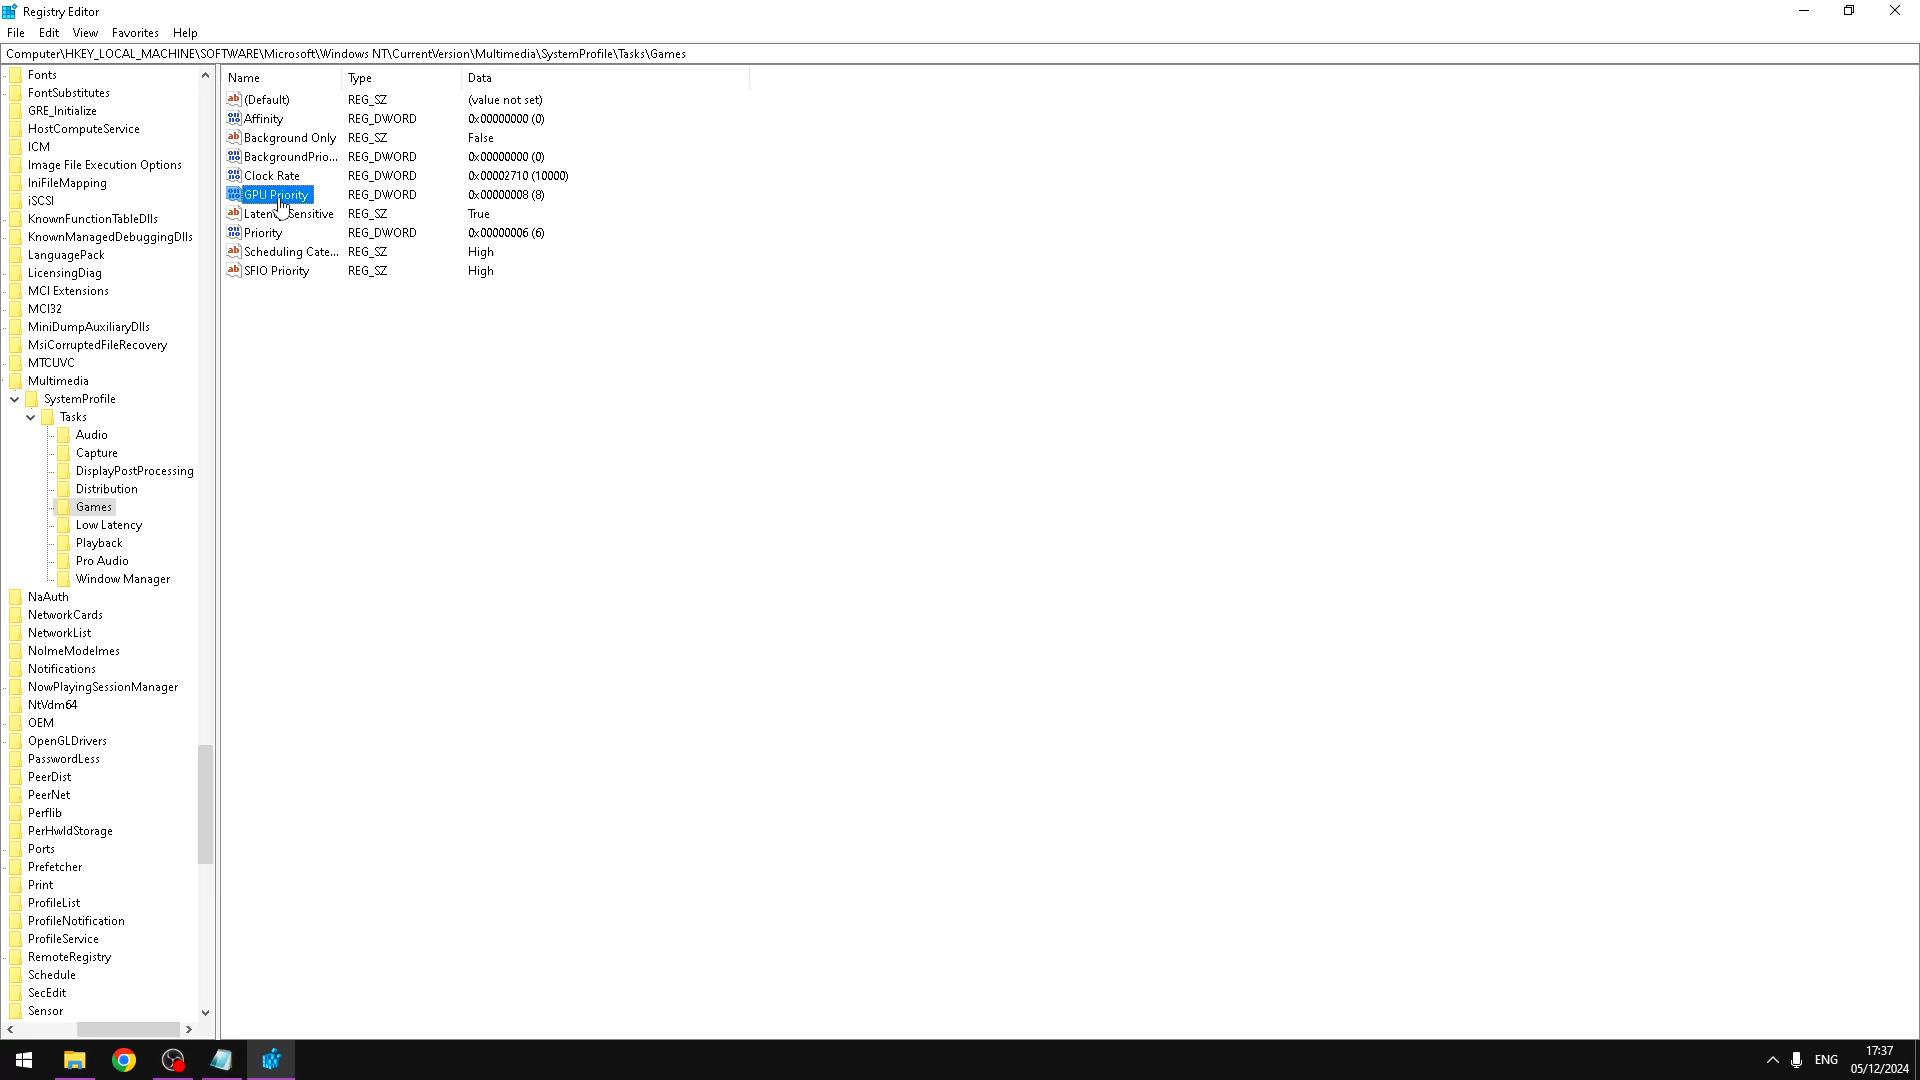 Registry Editor
File Edit View Favorites Help
Computer\HKEY_LOCAL_MACHINE\SOFTWARE\Microsoft\Windows NT\CurrentVersion\Multimedia\SystemProfile\Tasks\Games
Fonts
FontSubstitutes
GRE_Initialize
HostComputeService
ICM
Image File Execution Options
IniFileMapping
iSCSI
KnownFunctionTableDlls
KnownManagedDebuggingDlls
LanguagePack
LicensingDiag
MCI Extensions
MCI32
MiniDumpAuxiliaryDlls
MsiCorruptedFileRecovery
MTCUVC
Multimedia
SystemProfile
Tasks
Audio
Capture
DisplayPostProcessing
Distribution
Games
Low Latency
Playback
Pro Audio
Window Manager
NaAuth
NetworkCards
NetworkList
NoImeModeImes
Notifications
NowPlayingSessionManager
NtVdm64
OEM
OpenGLDrivers
PasswordLess
PeerDist
PeerNet
Perflib
PerHwIdStorage
Ports
Prefetcher
Print
ProfileList
ProfileNotification
ProfileService
RemoteRegistry
Schedule
SecEdit
Sensor
Name Type Data
(Default) REG_SZ (value not set)
Affinity REG_DWORD 0x00000000 (0)
Background Only REG_SZ False
BackgroundPrio... REG_DWORD 0x00000000 (0)
Clock Rate REG_DWORD 0x00002710 (10000)
GPU Priority REG_DWORD 0x00000008 (8)
Latency Sensitive REG_SZ True
Priority REG_DWORD 0x00000006 (6)
Scheduling Cate... REG_SZ High
SFIO Priority REG_SZ High
ENG
17:37
05/12/2024